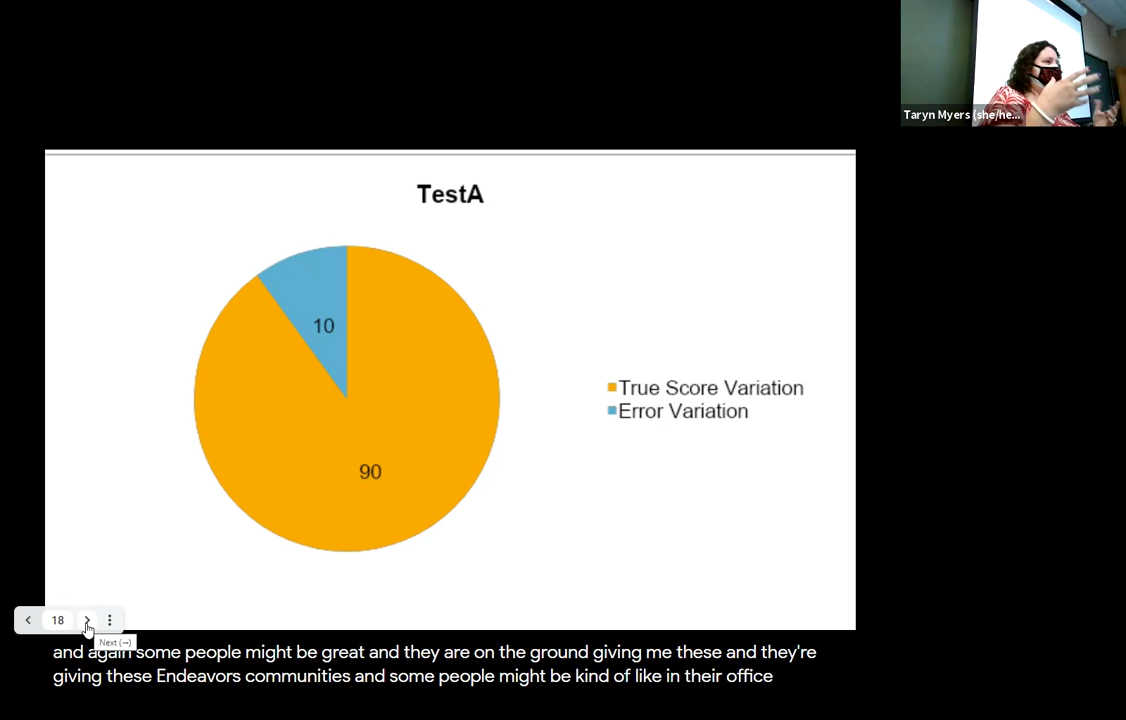 Taryn Myers (she/he...
TestA
10
90
True Score Variation
Error Variation
18
Next (→)
and again some people might be great and they are on the ground giving me these and they're
giving these Endeavors communities and some people might be kind of like in their office